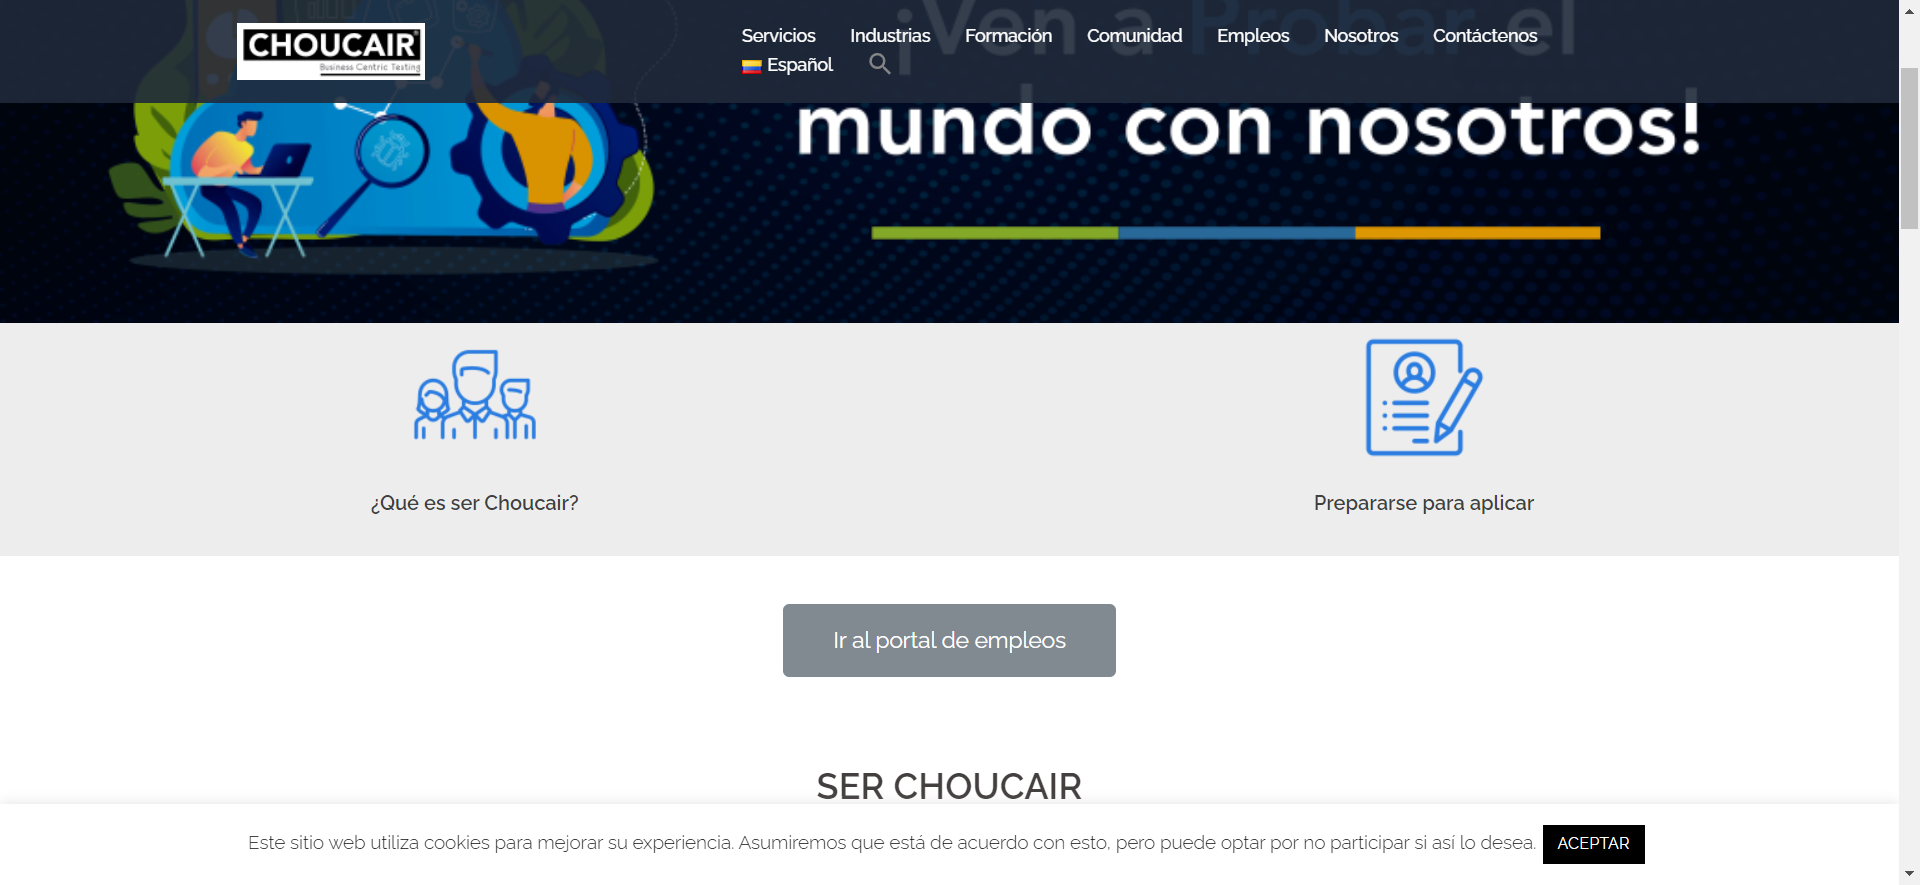 CHOUCAIR
Business Centric Testing
Servicios Industrias Formación Comunidad Empleos Nosotros Contáctenos
Español
¡Ven a Probar el
mundo con nosotros!
¿Qué es ser Choucair?
Prepararse para aplicar
Ir al portal de empleos
SER CHOUCAIR
Este sitio web utiliza cookies para mejorar su experiencia. Asumiremos que está de acuerdo con esto, pero puede optar por no participar si así lo desea. ACEPTAR